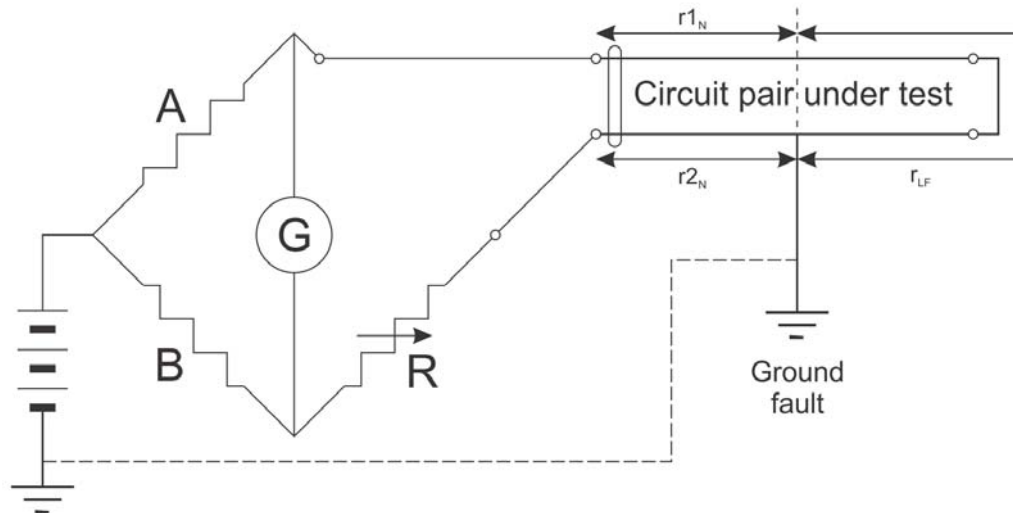 r1N
A
Circuit pair under test
r2N
rLF
G
B
R
Ground
fault